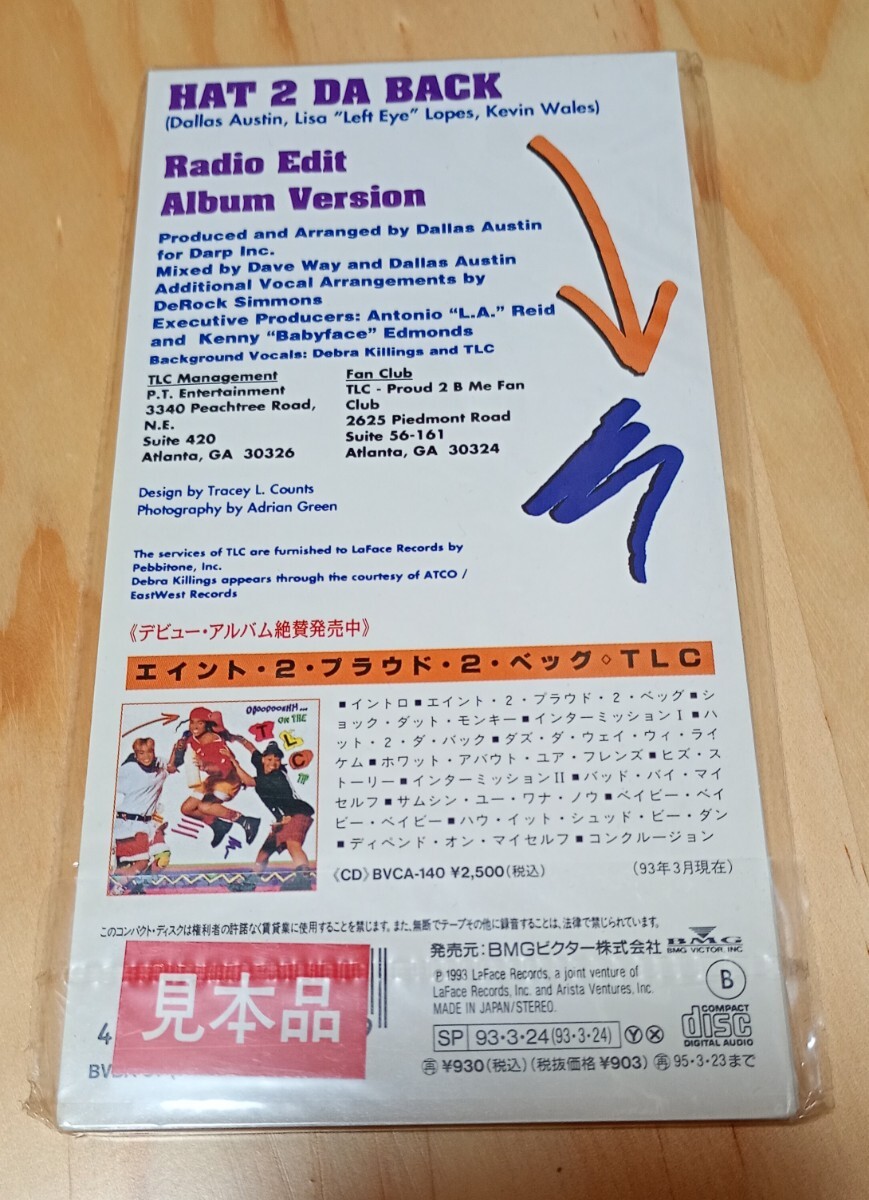 HAT 2 DA BACK
(Dallas Austin, Lisa "Left Eye" Lopes, Kevin Wales)
Radio Edit
Album Version
Produced and Arranged by Dallas Austin
for Darp Inc.
Mixed by Dave Way and Dallas Austin
Additional Vocal Arrangements by
DeRock Simmons
Executive Producers: Antonio "L.A." Reid
and Kenny "Babyface" Edmonds
Background Vocals: Debra Killings and TLC
TLC Management
P.T. Entertainment
3340 Peachtree Road,
N.E.
Suite 420
Atlanta, GA 30326
Fan Club
TLC - Proud 2 B Me Fan
Club
2625 Piedmont Road
Suite 56-161
Atlanta, GA 30324
Design by Tracey L. Counts
Photography by Adrian Green
The services of TLC are furnished to LaFace Records by
Pebbitone, Inc.
Debra Killings appears through the courtesy of ATCO /
EastWest Records
《デビュー・アルバム絶賛発売中》
エイント・2・プラウド・2・ベッグ◇TLC
OOOOOOOHHH...
ON THE
TLC
TIP
■イントロ■エイント・2・プラウド・2・ベッグ■シ
ョック・ダット・モンキー■インターミッションI■ハ
ット・2・ダ・バック■ダズ・ダ・ウェイ・ウィ・ライ
ケム■ホワット・アバウト・ユア・フレンズ■ヒズ・ス
トーリー■インターミッションII■バッド・バイ・マイ
セルフ■サムシン・ユー・ワナ・ノウ■ベイビー・ベイ
ビー・ベイビー■ハウ・イット・シュッド・ビー・ダン
■ディペンド・オン・マイセルフ■コンクルージョン
《CD》BVCA-140 ¥2,500(税込)
(93年3月現在)
このコンパクト・ディスクは権利者の許諾なく賃貸業に使用することを禁じます。また、無断でテープその他に録音することは、法律で禁じられています。
発売元:BMGビクター株式会社
BMG
BMG VICTOR, INC
℗ 1993 LaFace Records, a joint venture of
LaFace Records, Inc. and Arista Ventures, Inc.
MADE IN JAPAN/STEREO.
B
COMPACT
disc
DIGITAL AUDIO
SP 93・3・24(93・3・24) Ⓨ Ⓧ
再 ¥930(税込)(税抜価格¥903) 再 95・3・23まで
見本品
4